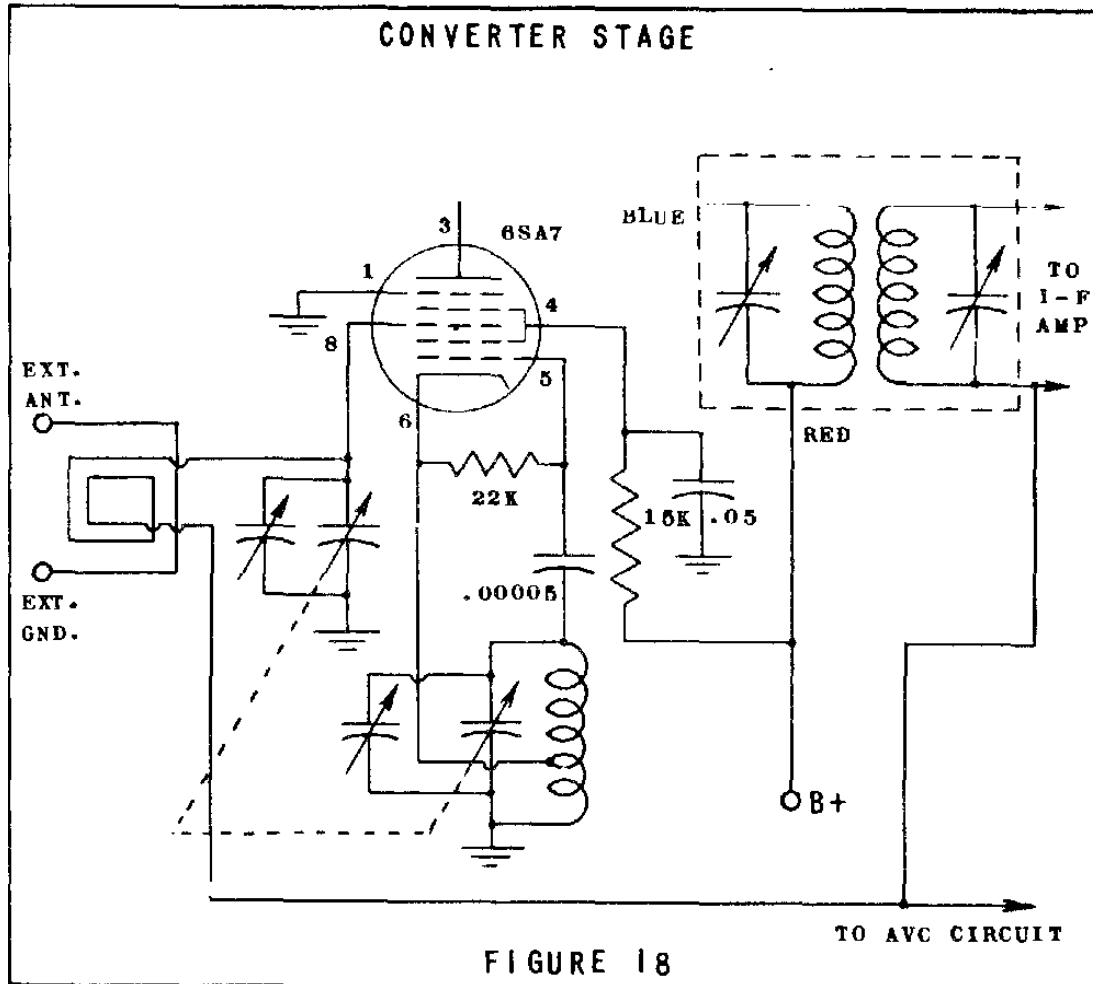 CONVERTER STAGE
3
6SA7
1
4
8
5
6
BLUE
TO
I-F
AMP
RED
EXT.
ANT.
22K
15K
.05
.00005
EXT.
GND.
B+
TO AVC CIRCUIT
FIGURE 18